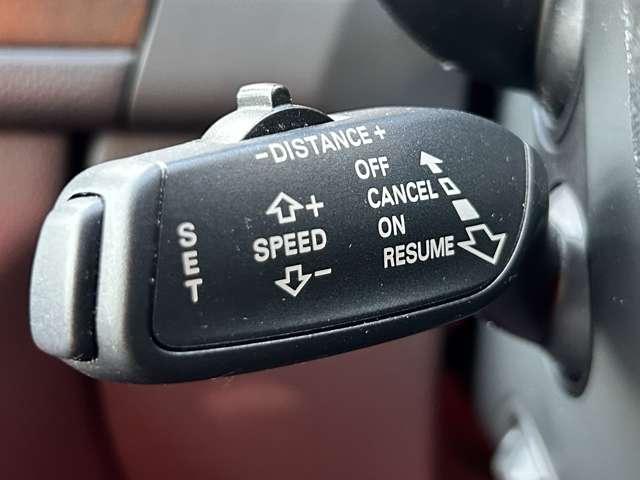 -DISTANCE+
OFF
CANCEL
ON
RESUME
+
SPEED
-
SET